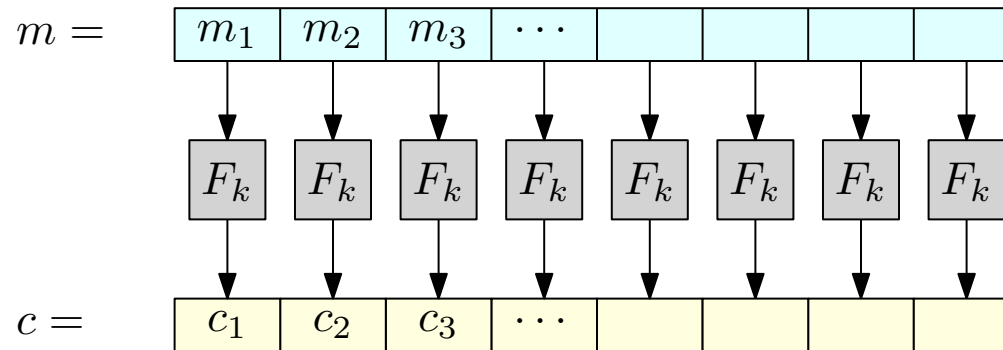 m = m₁ m₂ m₃ ⋯
Fₖ Fₖ Fₖ Fₖ Fₖ Fₖ Fₖ Fₖ
c = c₁ c₂ c₃ ⋯